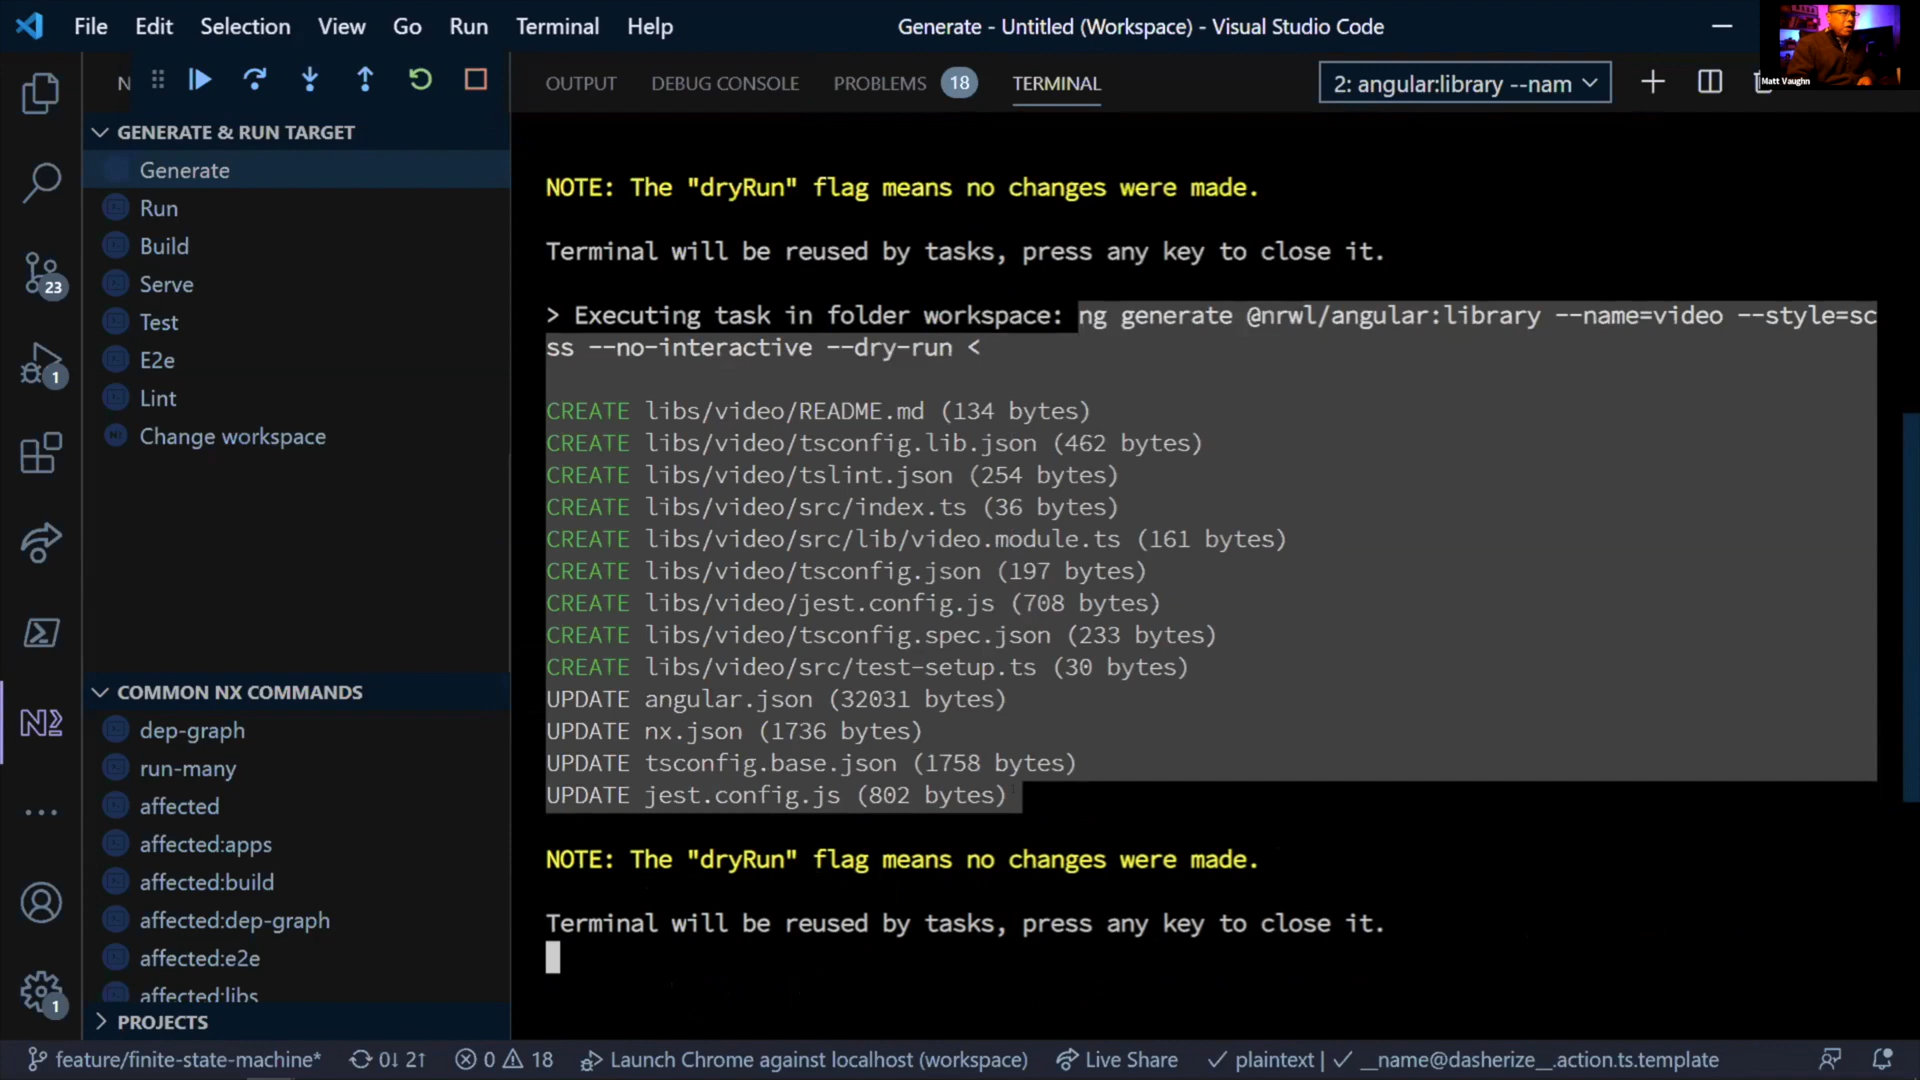 File Edit Selection View Go Run Terminal Help
Generate - Untitled (Workspace) - Visual Studio Code
Matt Vaughn
N
OUTPUT DEBUG CONSOLE PROBLEMS 18 TERMINAL
2: angular:library --nam
GENERATE & RUN TARGET
Generate
Run
Build
Serve
Test
E2e
Lint
Change workspace
23
1
COMMON NX COMMANDS
dep-graph
run-many
affected
affected:apps
affected:build
affected:dep-graph
affected:e2e
affected:libs
1
PROJECTS
NOTE: The "dryRun" flag means no changes were made.
Terminal will be reused by tasks, press any key to close it.
> Executing task in folder workspace: ng generate @nrwl/angular:library --name=video --style=sc
ss --no-interactive --dry-run <
CREATE libs/video/README.md (134 bytes)
CREATE libs/video/tsconfig.lib.json (462 bytes)
CREATE libs/video/tslint.json (254 bytes)
CREATE libs/video/src/index.ts (36 bytes)
CREATE libs/video/src/lib/video.module.ts (161 bytes)
CREATE libs/video/tsconfig.json (197 bytes)
CREATE libs/video/jest.config.js (708 bytes)
CREATE libs/video/tsconfig.spec.json (233 bytes)
CREATE libs/video/src/test-setup.ts (30 bytes)
UPDATE angular.json (32031 bytes)
UPDATE nx.json (1736 bytes)
UPDATE tsconfig.base.json (1758 bytes)
UPDATE jest.config.js (802 bytes)
NOTE: The "dryRun" flag means no changes were made.
Terminal will be reused by tasks, press any key to close it.
feature/finite-state-machine* 0↓ 2↑ 0 18 Launch Chrome against localhost (workspace) Live Share ✓ plaintext | ✓ __name@dasherize__.action.ts.template